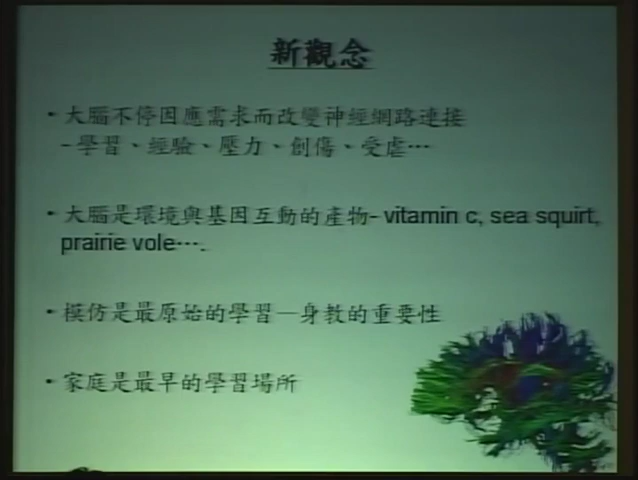 新觀念
・大腦不停因應需求而改變神經網路連接
-學習、經驗、壓力、創傷、受虐⋯
・大腦是環境與基因互動的產物- vitamin c, sea squirt,
prairie vole⋯.
・模仿是最原始的學習—身教的重要性
・家庭是最早的學習場所